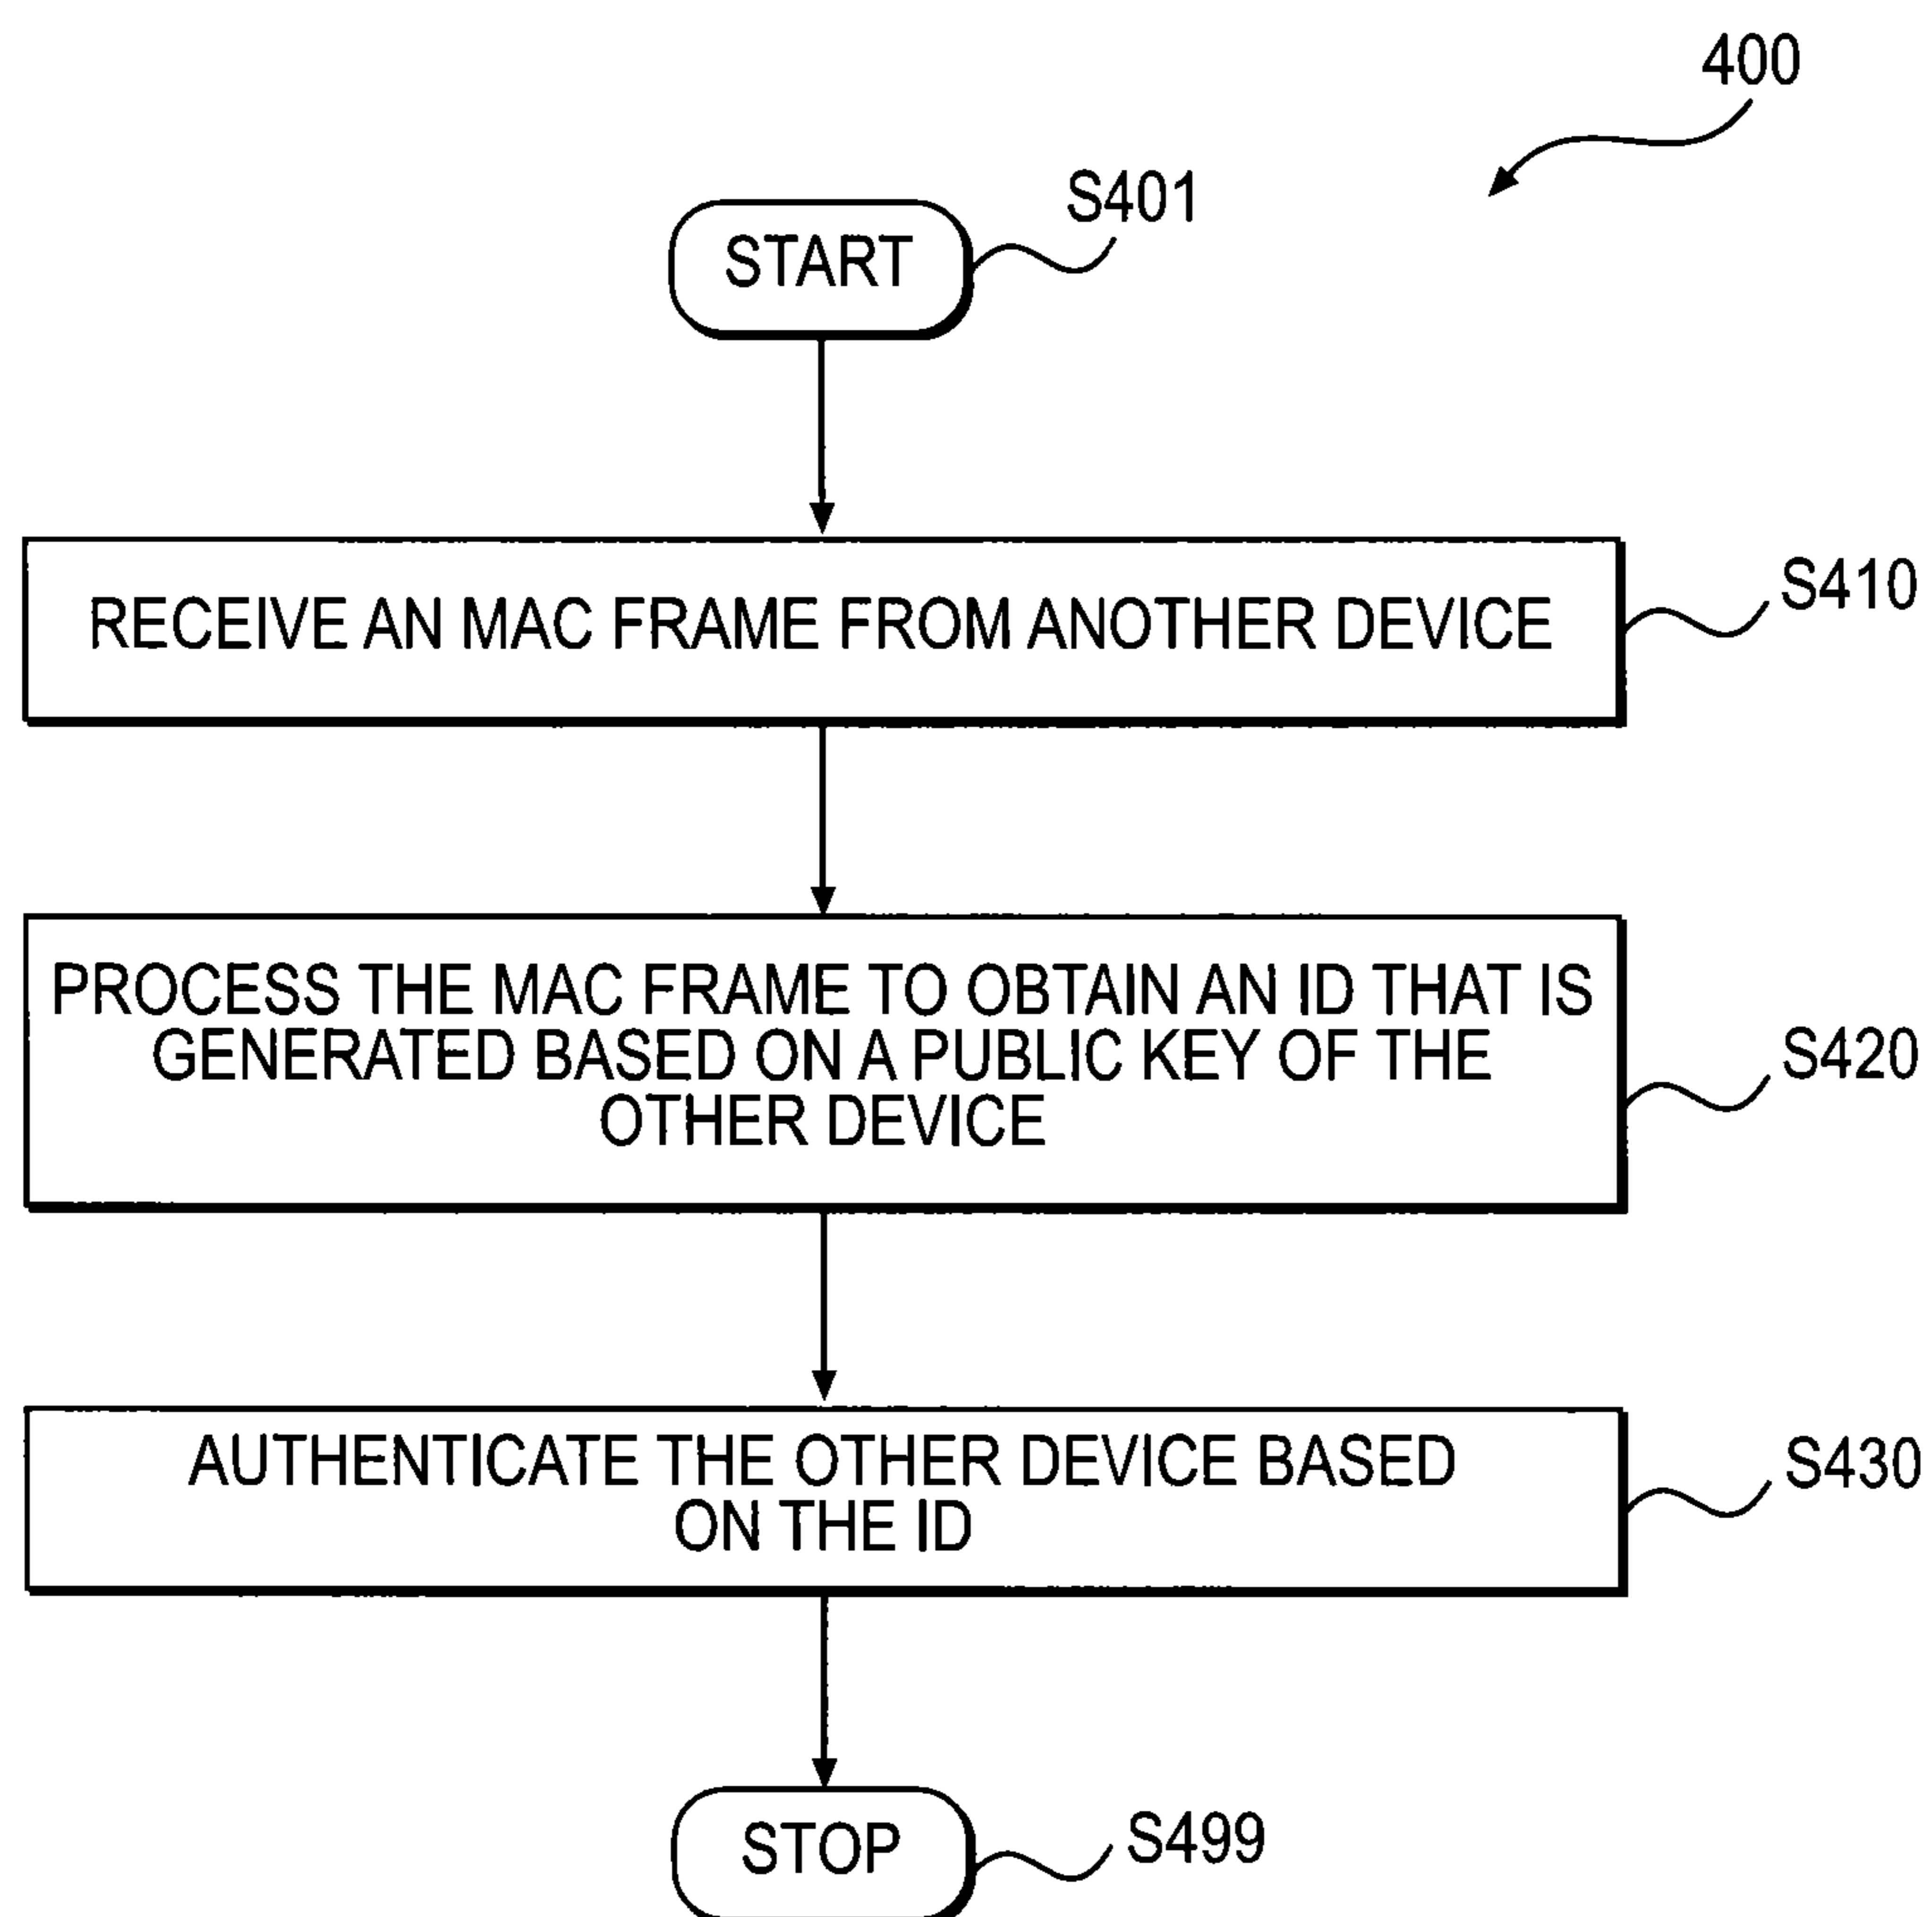 400
S401
START
S410
RECEIVE AN MAC FRAME FROM ANOTHER DEVICE
PROCESS THE MAC FRAME TO OBTAIN AN ID THAT IS
GENERATED BASED ON A PUBLIC KEY OF THE
OTHER DEVICE
S420
AUTHENTICATE THE OTHER DEVICE BASED
ON THE ID
S430
STOP
S499